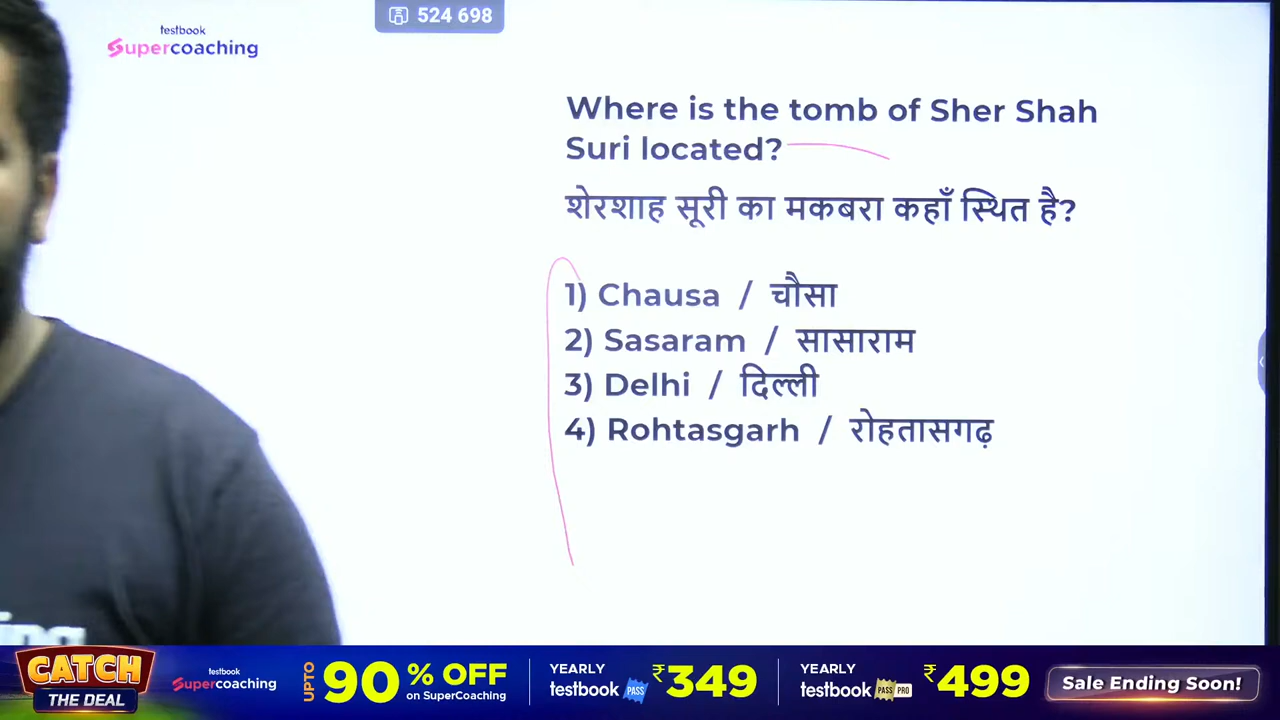 524 698
testbook
Supercoaching
Where is the tomb of Sher Shah
Suri located?
शेरशाह सूरी का मकबरा कहाँ स्थित है?
1) Chausa / चौसा
2) Sasaram / सासाराम
3) Delhi / दिल्ली
4) Rohtasgarh / रोहतासगढ़
CATCH
THE DEAL
testbook
Supercoaching
UPTO
90% OFF
on SuperCoaching
YEARLY
testbook PASS
₹349
YEARLY
testbook PASS PRO
₹499
Sale Ending Soon!